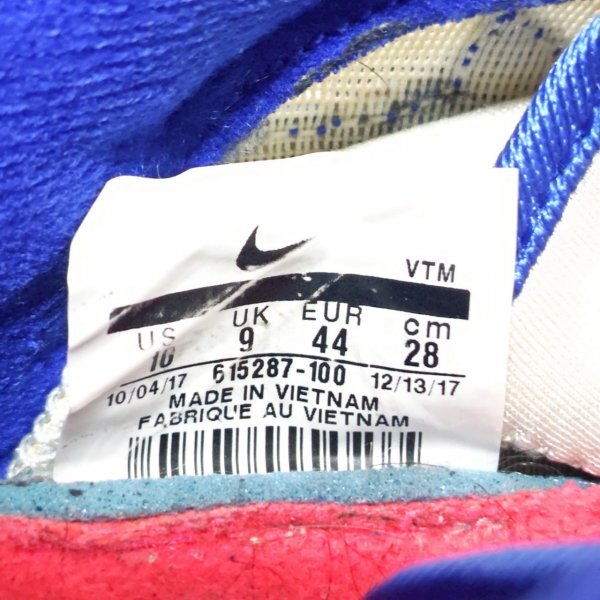 VTM
US UK EUR cm
10 9 44 28
10/04/17 615287-100 12/13/17
MADE IN VIETNAM
FABRIQUE AU VIETNAM